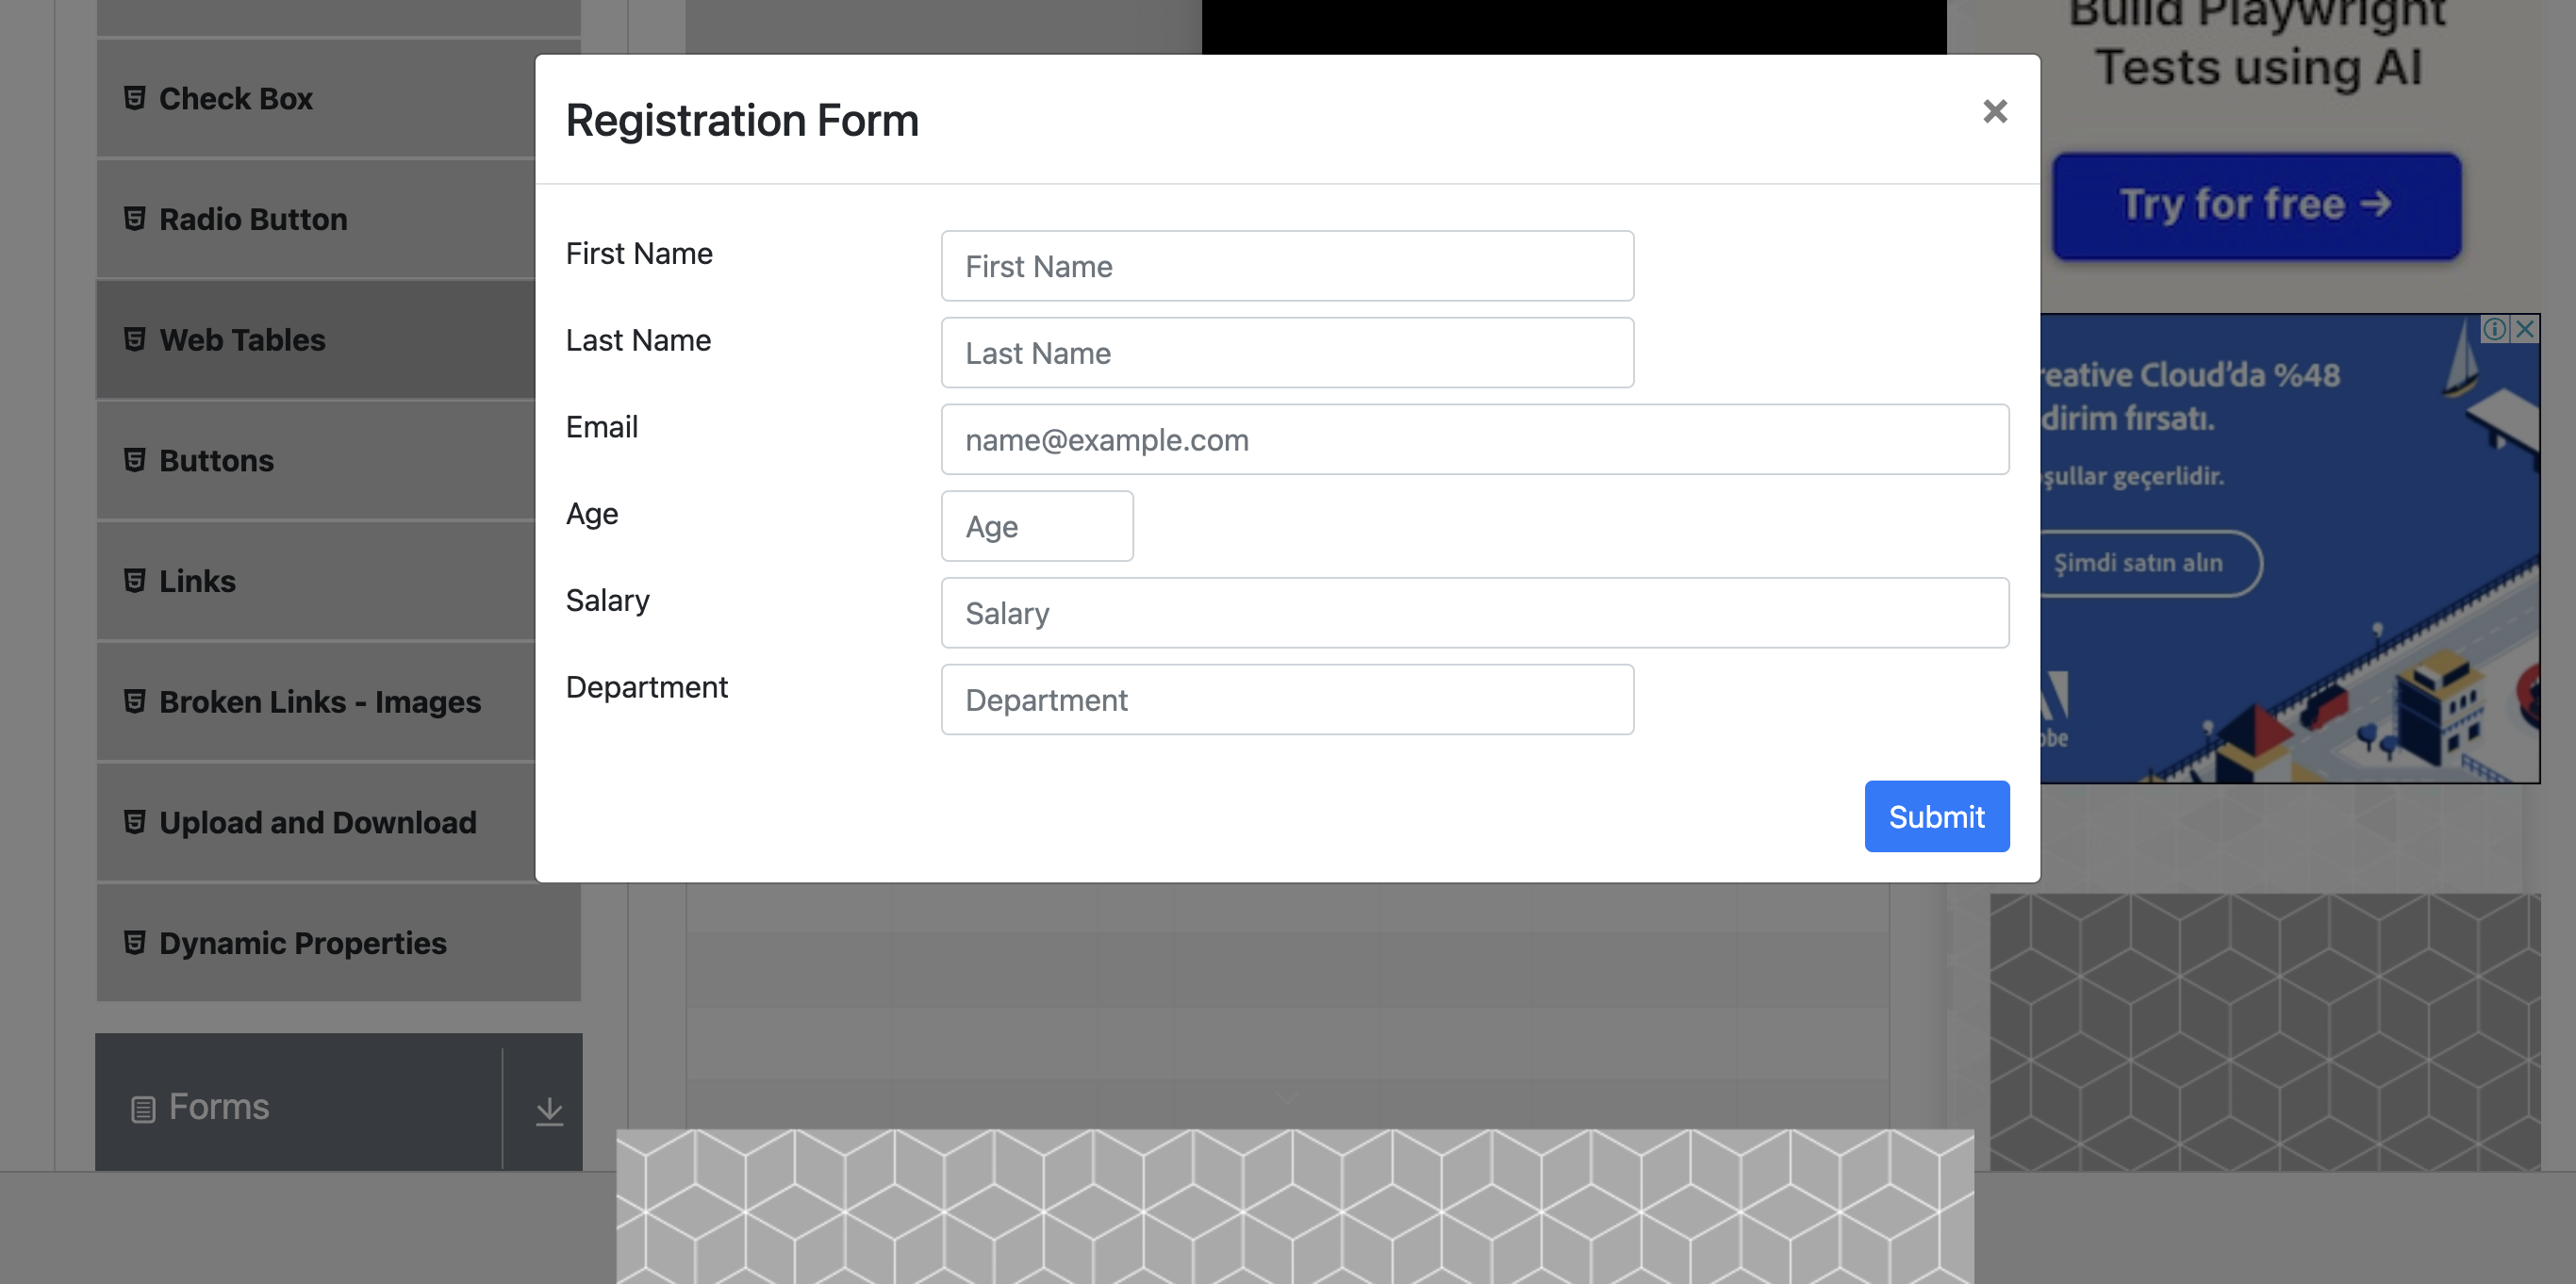 Check Box
Radio Button
Web Tables
Buttons
Links
Broken Links - Images
Upload and Download
Dynamic Properties
Forms
Registration Form
×
First Name
First Name
Last Name
Last Name
Email
name@example.com
Age
Age
Salary
Salary
Department
Department
Submit
Build Playwright
Tests using AI
Try for free →
reative Cloud'da %48
dirim fırsatı.
şullar geçerlidir.
Şimdi satın alın
obe